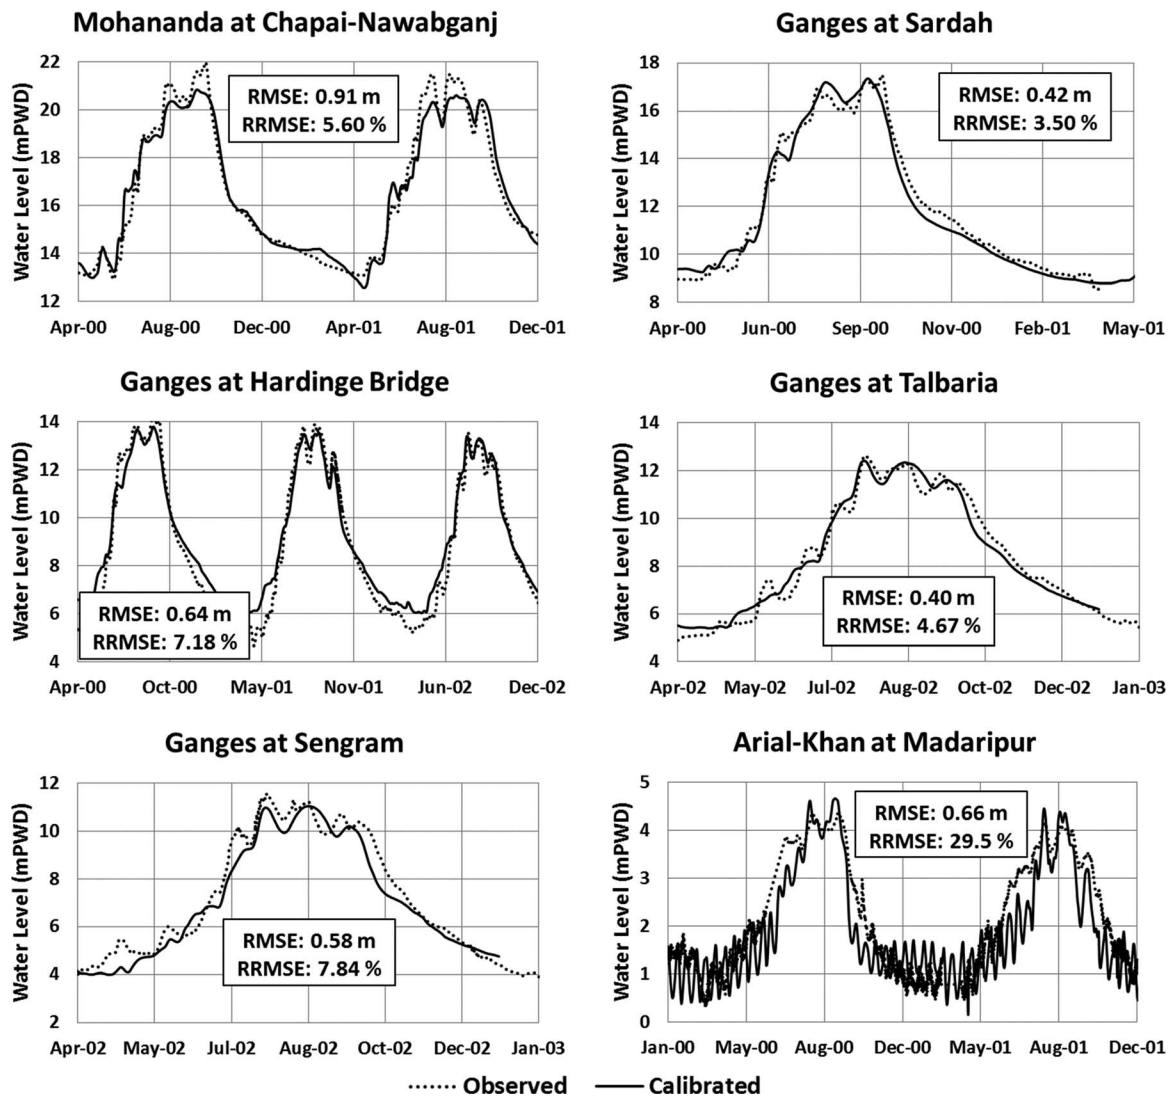 Mohananda at Chapai-Nawabganj
Water Level (mPWD)
22
20
18
16
14
12
RMSE: 0.91 m
RRMSE: 5.60 %
Apr-00 Aug-00 Dec-00 Apr-01 Aug-01 Dec-01
Ganges at Sardah
Water Level (mPWD)
18
16
14
12
10
8
RMSE: 0.42 m
RRMSE: 3.50 %
Apr-00 Jun-00 Sep-00 Nov-00 Feb-01 May-01
Ganges at Hardinge Bridge
Water Level (mPWD)
14
12
10
8
6
4
RMSE: 0.64 m
RRMSE: 7.18 %
Apr-00 Oct-00 May-01 Nov-01 Jun-02 Dec-02
Ganges at Talbaria
Water Level (mPWD)
14
12
10
8
6
4
RMSE: 0.40 m
RRMSE: 4.67 %
Apr-02 May-02 Jul-02 Aug-02 Oct-02 Dec-02 Jan-03
Ganges at Sengram
Water Level (mPWD)
12
10
8
6
4
2
RMSE: 0.58 m
RRMSE: 7.84 %
Apr-02 May-02 Jul-02 Aug-02 Oct-02 Dec-02 Jan-03
Arial-Khan at Madaripur
Water Level (mPWD)
5
4
3
2
1
0
RMSE: 0.66 m
RRMSE: 29.5 %
Jan-00 May-00 Aug-00 Dec-00 May-01 Aug-01 Dec-01
Observed Calibrated